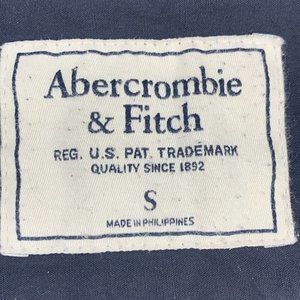 Abercrombie
& Fitch
REG. U.S. PAT. TRADEMARK
QUALITY SINCE 1892
S
MADE IN PHILIPPINES